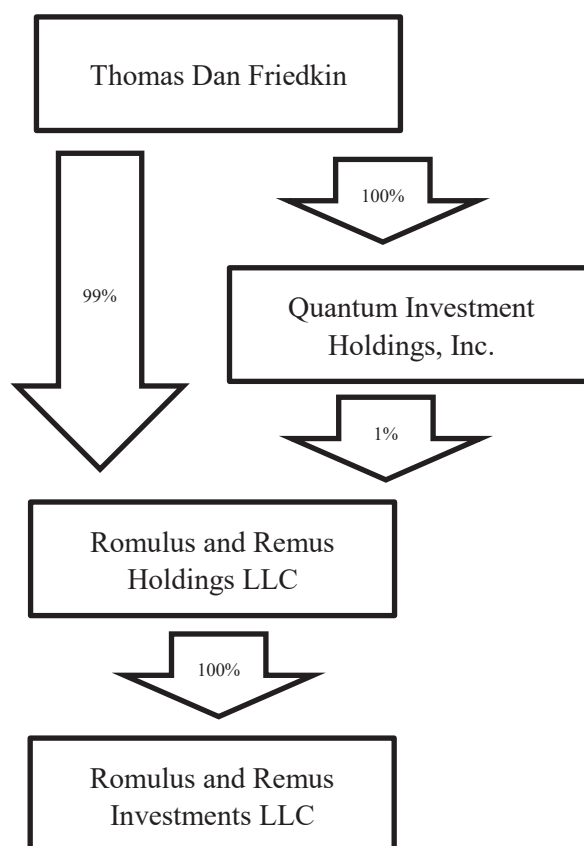 Thomas Dan Friedkin
100%
99%
Quantum Investment
Holdings, Inc.
1%
Romulus and Remus
Holdings LLC
100%
Romulus and Remus
Investments LLC